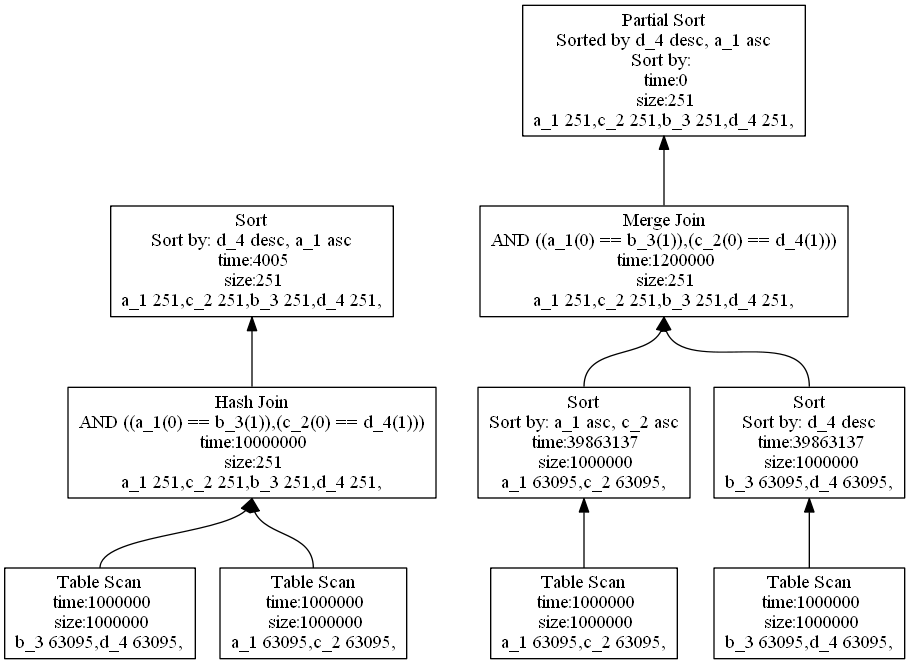 Partial Sort
Sorted by d_4 desc, a_1 asc
Sort by:
time:0
size:251
a_1 251,c_2 251,b_3 251,d_4 251,
Sort
Sort by: d_4 desc, a_1 asc
time:4005
size:251
a_1 251,c_2 251,b_3 251,d_4 251,
Merge Join
AND ((a_1(0) == b_3(1)),(c_2(0) == d_4(1)))
time:1200000
size:251
a_1 251,c_2 251,b_3 251,d_4 251,
Hash Join
AND ((a_1(0) == b_3(1)),(c_2(0) == d_4(1)))
time:10000000
size:251
a_1 251,c_2 251,b_3 251,d_4 251,
Sort
Sort by: a_1 asc, c_2 asc
time:39863137
size:1000000
a_1 63095,c_2 63095,
Sort
Sort by: d_4 desc
time:39863137
size:1000000
b_3 63095,d_4 63095,
Table Scan
time:1000000
size:1000000
b_3 63095,d_4 63095,
Table Scan
time:1000000
size:1000000
a_1 63095,c_2 63095,
Table Scan
time:1000000
size:1000000
a_1 63095,c_2 63095,
Table Scan
time:1000000
size:1000000
b_3 63095,d_4 63095,